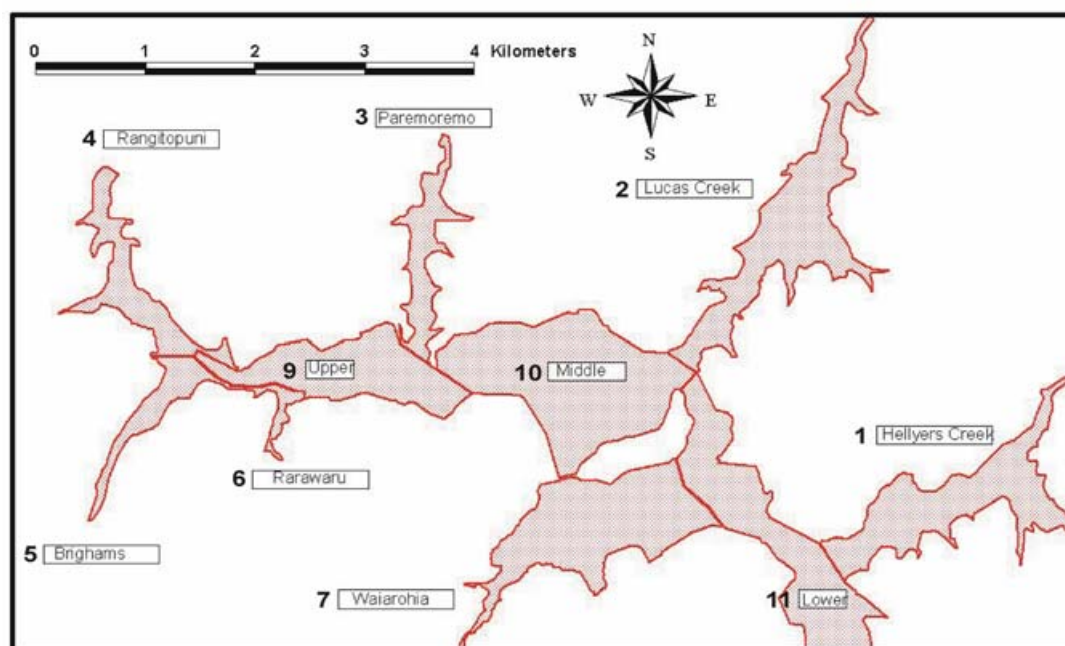 0 1 2 3 4 Kilometers
N
W E
S
3 Paremoremo
4 Rangitopuni
2 Lucas Creek
9 Upper
10 Middle
1 Hellyers Creek
6 Rarawaru
5 Brighams
7 Waiarohia
11 Lower